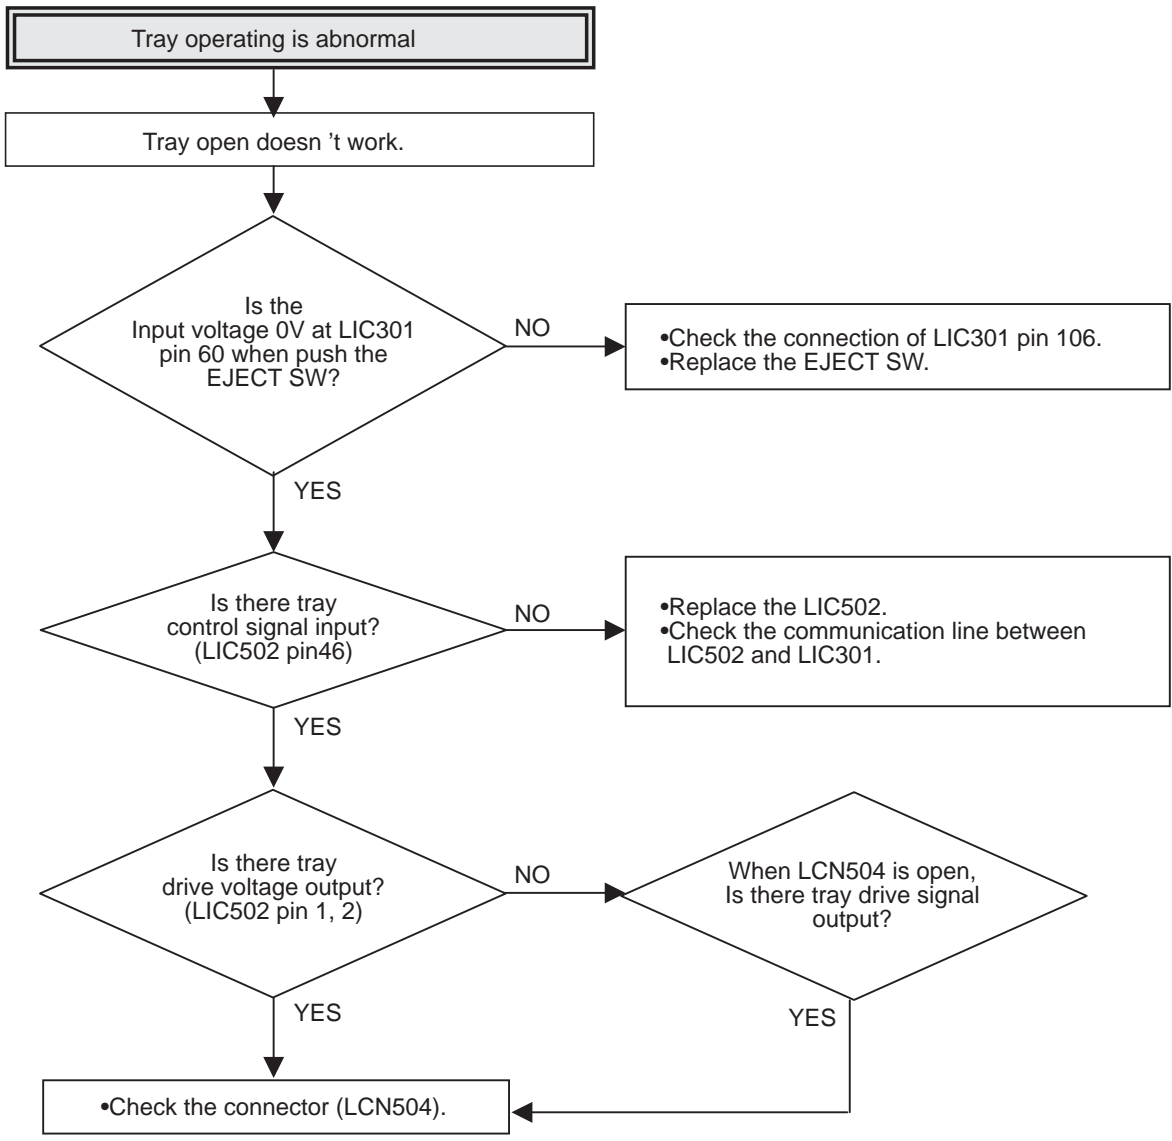 Tray operating is abnormal
Tray open doesn 't work.
Is the
Input voltage 0V at LIC301
pin 60 when push the
EJECT SW?
NO
•Check the connection of LIC301 pin 106.
•Replace the EJECT SW.
YES
Is there tray
control signal input?
(LIC502 pin46)
NO
•Replace the LIC502.
•Check the communication line between
LIC502 and LIC301.
YES
Is there tray
drive voltage output?
(LIC502 pin 1, 2)
NO
When LCN504 is open,
Is there tray drive signal
output?
YES
YES
•Check the connector (LCN504).